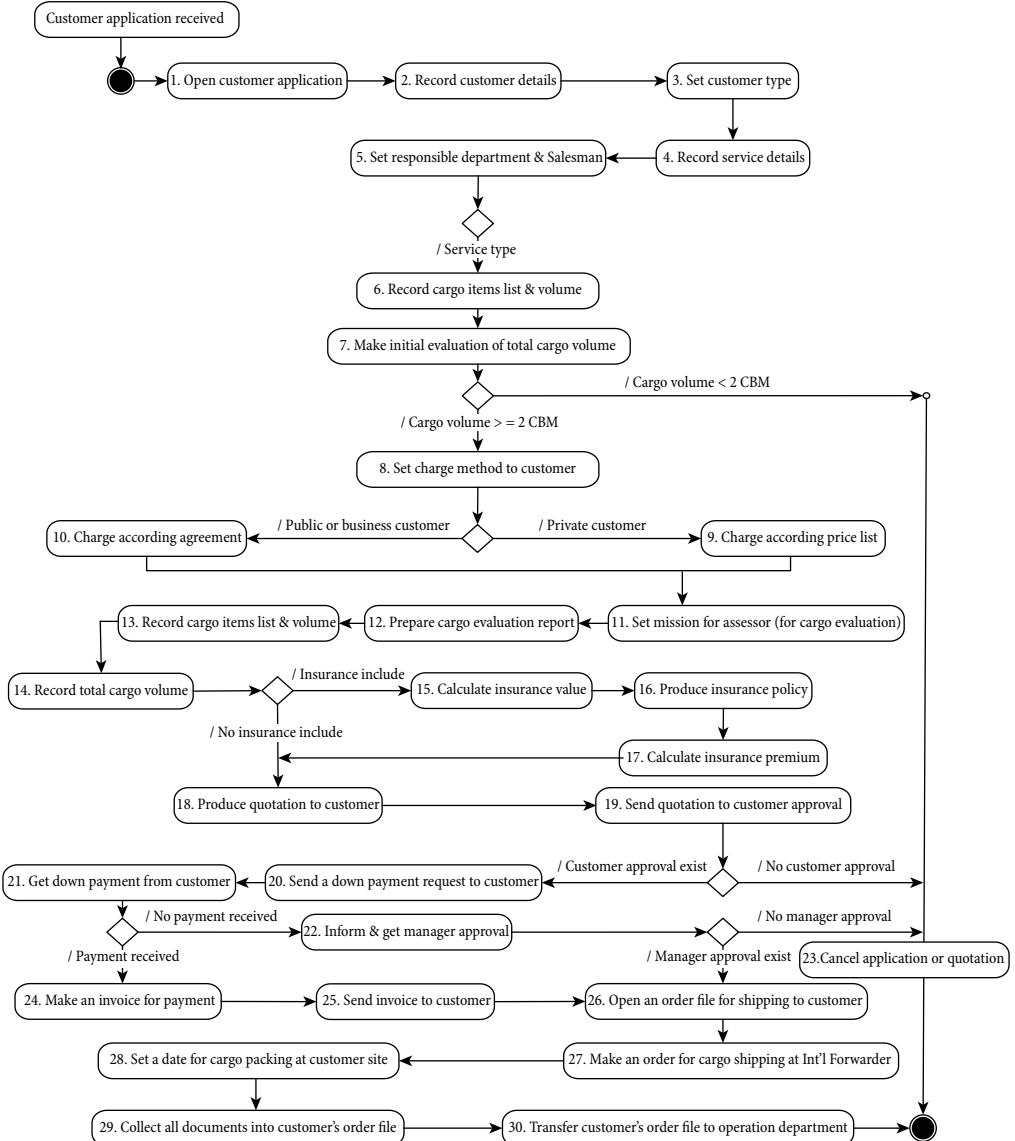 Customer application received
1. Open customer application
2. Record customer details
3. Set customer type
5. Set responsible department & Salesman
4. Record service details
/ Service type
6. Record cargo items list & volume
7. Make initial evaluation of total cargo volume
/ Cargo volume < 2 CBM
/ Cargo volume > = 2 CBM
8. Set charge method to customer
/ Public or business customer
/ Private customer
10. Charge according agreement
9. Charge according price list
13. Record cargo items list & volume
12. Prepare cargo evaluation report
11. Set mission for assessor (for cargo evaluation)
/ Insurance include
14. Record total cargo volume
15. Calculate insurance value
16. Produce insurance policy
/ No insurance include
17. Calculate insurance premium
18. Produce quotation to customer
19. Send quotation to customer approval
/ Customer approval exist
/ No customer approval
21. Get down payment from customer
20. Send a down payment request to customer
/ No payment received
/ No manager approval
22. Inform & get manager approval
/ Payment received
/ Manager approval exist
23.Cancel application or quotation
24. Make an invoice for payment
25. Send invoice to customer
26. Open an order file for shipping to customer
28. Set a date for cargo packing at customer site
27. Make an order for cargo shipping at Int'l Forwarder
29. Collect all documents into customer's order file
30. Transfer customer's order file to operation department